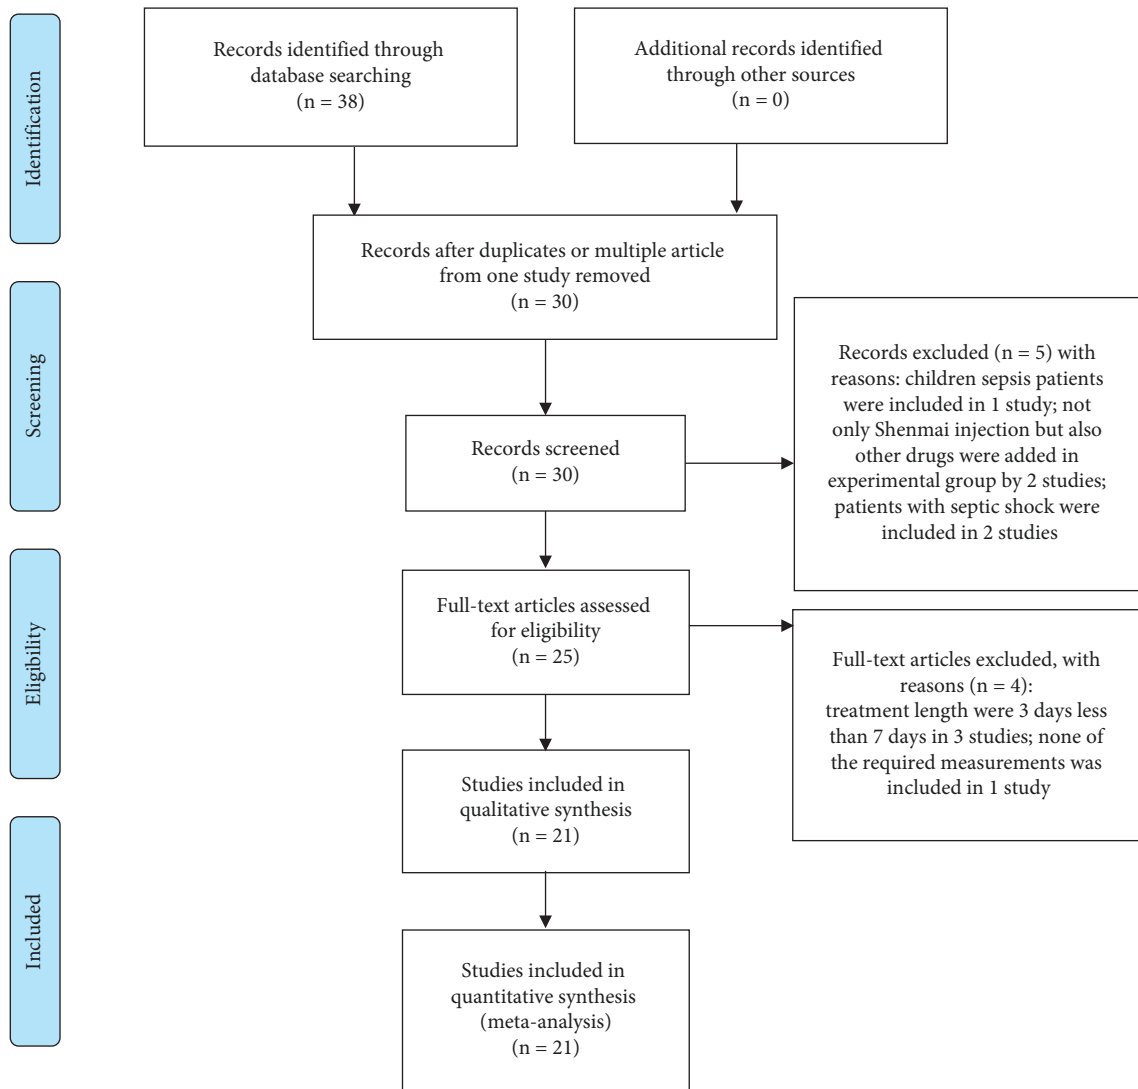 Identification
Records identified through
database searching
(n = 38)
Additional records identified
through other sources
(n = 0)
Records after duplicates or multiple article
from one study removed
(n = 30)
Screening
Records screened
(n = 30)
Records excluded (n = 5) with
reasons: children sepsis patients
were included in 1 study; not
only Shenmai injection but also
other drugs were added in
experimental group by 2 studies;
patients with septic shock were
included in 2 studies
Eligibility
Full-text articles assessed
for eligibility
(n = 25)
Full-text articles excluded, with
reasons (n = 4):
treatment length were 3 days less
than 7 days in 3 studies; none of
the required measurements was
included in 1 study
Studies included in
qualitative synthesis
(n = 21)
Included
Studies included in
quantitative synthesis
(meta-analysis)
(n = 21)